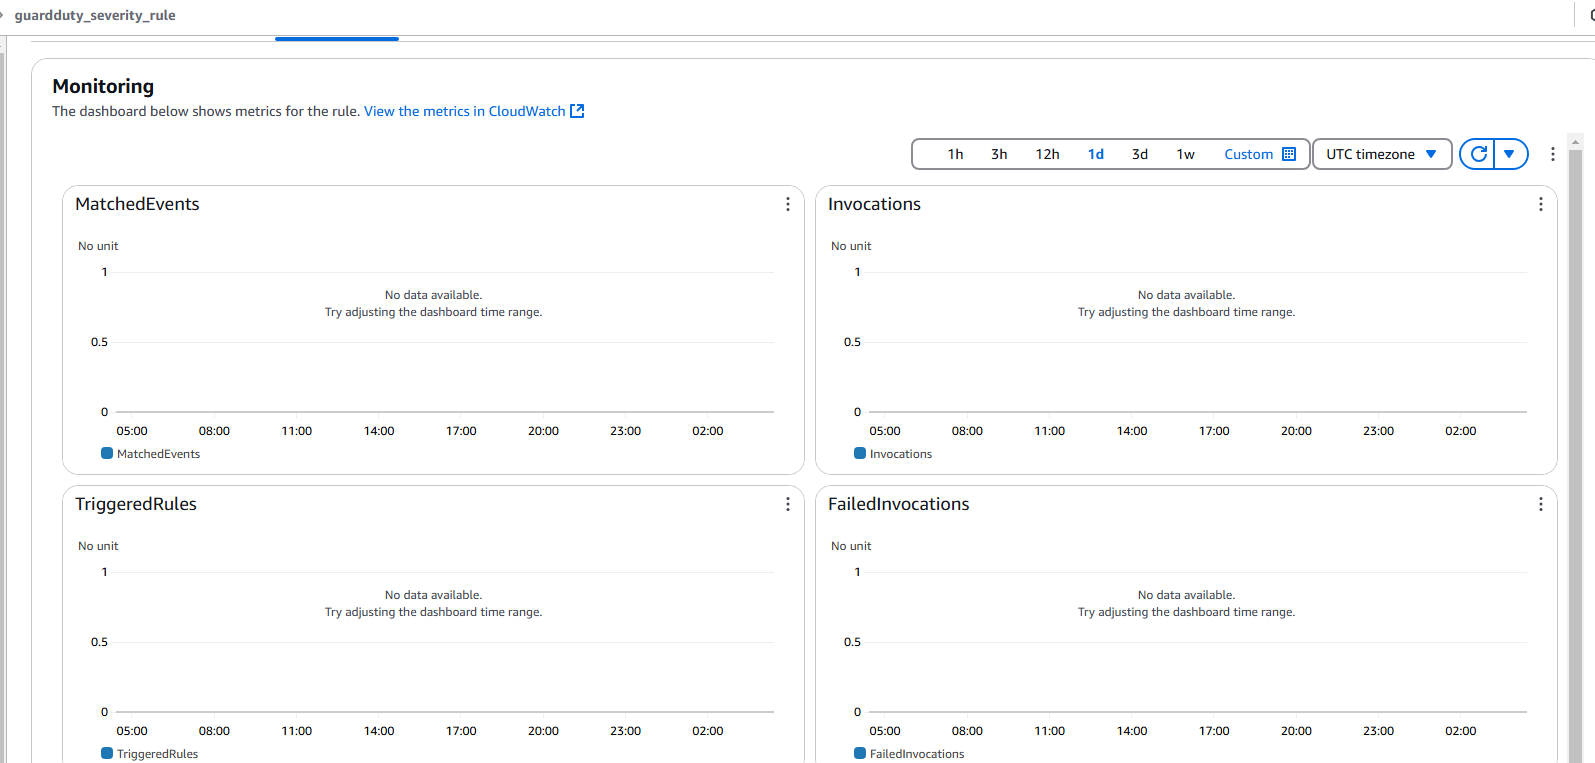 guardduty_severity_rule
Monitoring
The dashboard below shows metrics for the rule. View the metrics in CloudWatch
1h 3h 12h 1d 3d 1w Custom UTC timezone
MatchedEvents
No unit
1
No data available.
Try adjusting the dashboard time range.
0.5
0
05:00 08:00 11:00 14:00 17:00 20:00 23:00 02:00
MatchedEvents
Invocations
No unit
1
No data available.
Try adjusting the dashboard time range.
0.5
0
05:00 08:00 11:00 14:00 17:00 20:00 23:00 02:00
Invocations
TriggeredRules
No unit
1
No data available.
Try adjusting the dashboard time range.
0.5
0
05:00 08:00 11:00 14:00 17:00 20:00 23:00 02:00
TriggeredRules
FailedInvocations
No unit
1
No data available.
Try adjusting the dashboard time range.
0.5
0
05:00 08:00 11:00 14:00 17:00 20:00 23:00 02:00
FailedInvocations